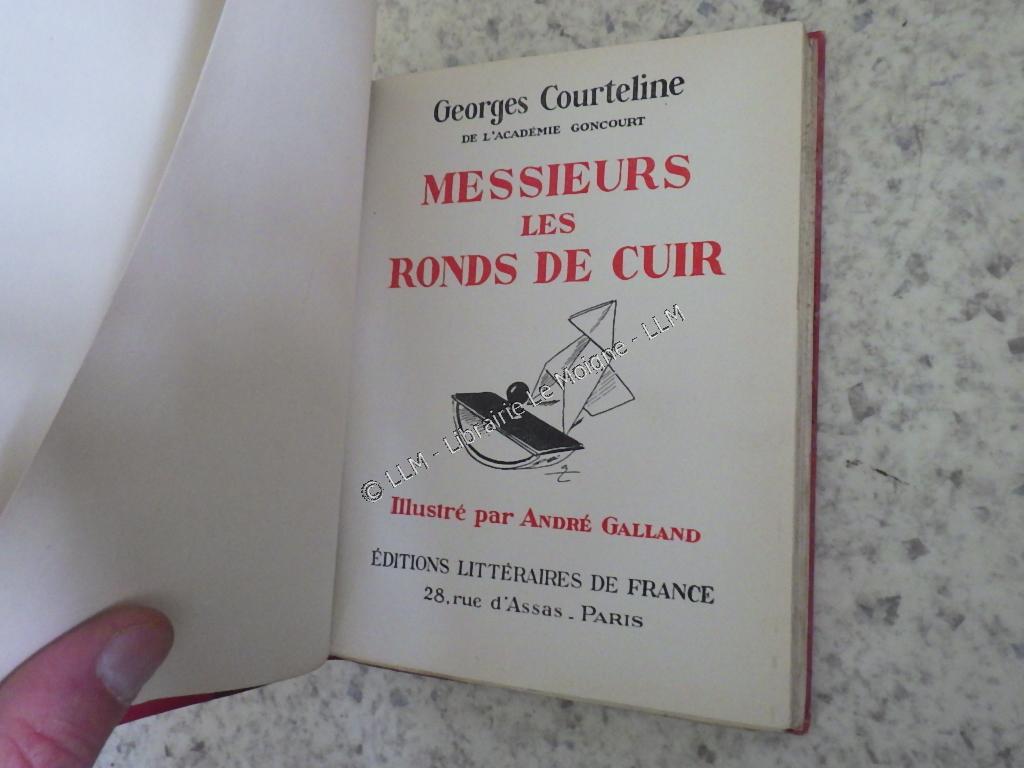 Georges Courteline
DE L'ACADÉMIE GONCOURT
MESSIEURS
LES
RONDS DE CUIR
© LLM - Librairie Le Moigne - LLM
Illustré par ANDRÉ GALLAND
ÉDITIONS LITTÉRAIRES DE FRANCE
28, rue d'Assas - PARIS